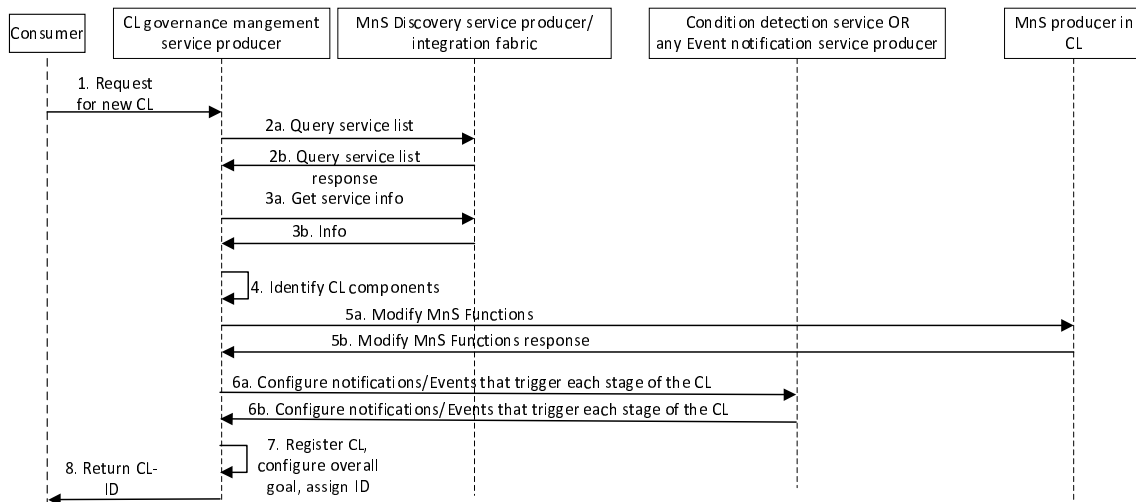 Consumer
CL governance mangement
service producer
MnS Discovery service producer/
integration fabric
Condition detection service OR
any Event notification service producer
MnS producer in
CL
1. Request
for new CL
2a. Query service list
2b. Query service list
response
3a. Get service info
3b. Info
4. Identify CL components
5a. Modify MnS Functions
5b. Modify MnS Functions response
6a. Configure notifications/Events that trigger each stage of the CL
6b. Configure notifications/Events that trigger each stage of the CL
7. Register CL,
configure overall
goal, assign ID
8. Return CL-
ID